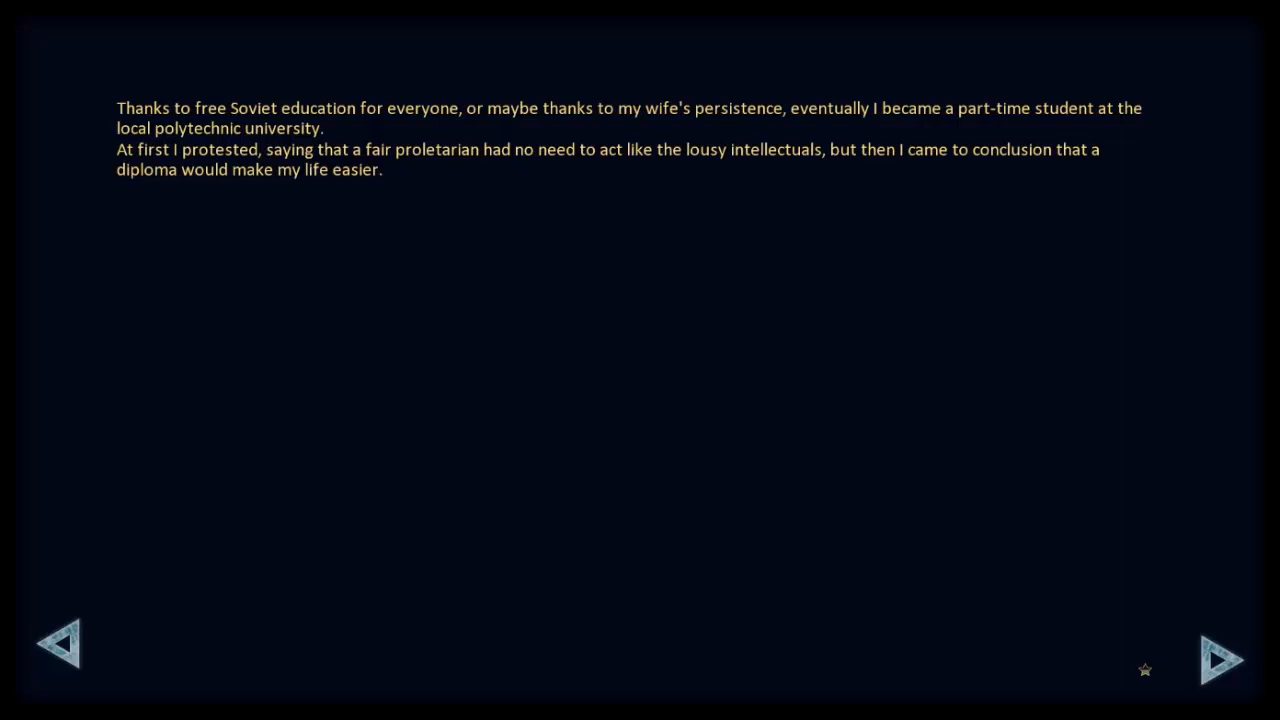 Thanks to free Soviet education for everyone, or maybe thanks to my wife's persistence, eventually I became a part-time student at the
local polytechnic university.
At first I protested, saying that a fair proletarian had no need to act like the lousy intellectuals, but then I came to conclusion that a
diploma would make my life easier.